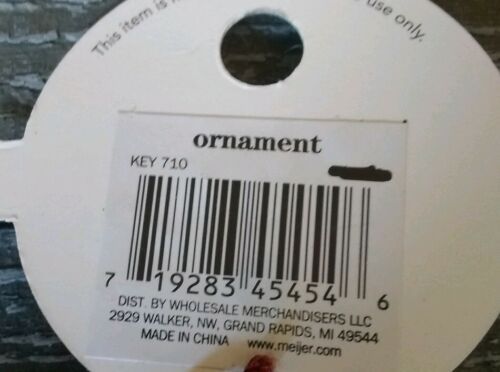 This item is use only.
ornament
KEY 710
7 19283 45454 6
DIST. BY WHOLESALE MERCHANDISERS LLC
2929 WALKER, NW, GRAND RAPIDS, MI 49544
MADE IN CHINA www.meijer.com